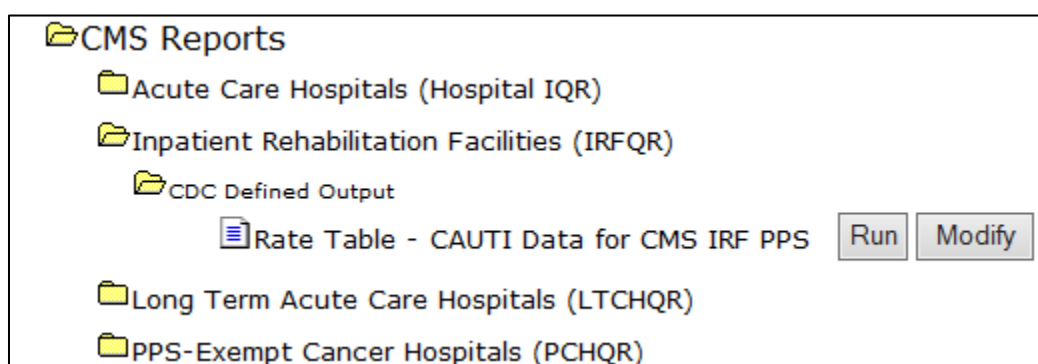 CMS Reports
Acute Care Hospitals (Hospital IQR)
Inpatient Rehabilitation Facilities (IRFQR)
CDC Defined Output
Rate Table - CAUTI Data for CMS IRF PPS Run Modify
Long Term Acute Care Hospitals (LTCHQR)
PPS-Exempt Cancer Hospitals (PCHQR)